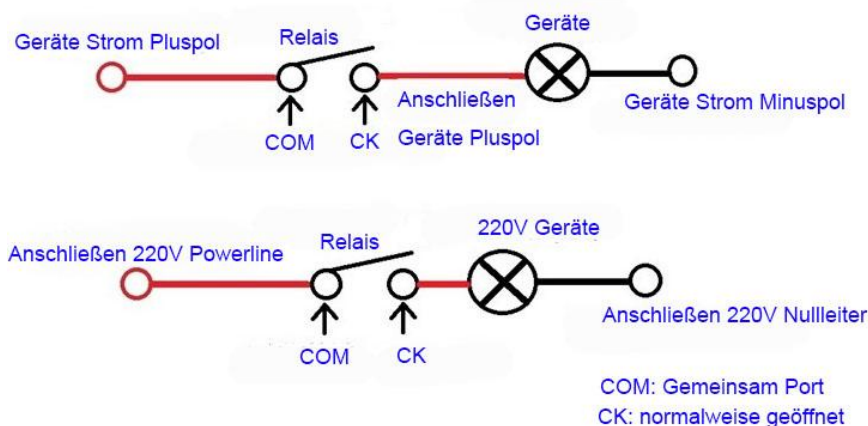 Geräte
Geräte Strom Pluspol
Relais
Anschließen
Geräte Strom Minuspol
COM
CK
Geräte Pluspol
220V Geräte
Relais
Anschließen 220V Powerline
Anschließen 220V Nullleiter
COM
CK
COM: Gemeinsam Port
CK: normalweise geöffnet